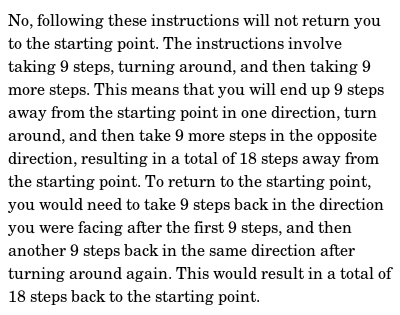 No, following these instructions will not return you
to the starting point. The instructions involve
taking 9 steps, turning around, and then taking 9
more steps. This means that you will end up 9 steps
away from the starting point in one direction, turn
around, and then take 9 more steps in the opposite
direction, resulting in a total of 18 steps away from
the starting point. To return to the starting point,
you would need to take 9 steps back in the direction
you were facing after the first 9 steps, and then
another 9 steps back in the same direction after
turning around again. This would result in a total of
18 steps back to the starting point.